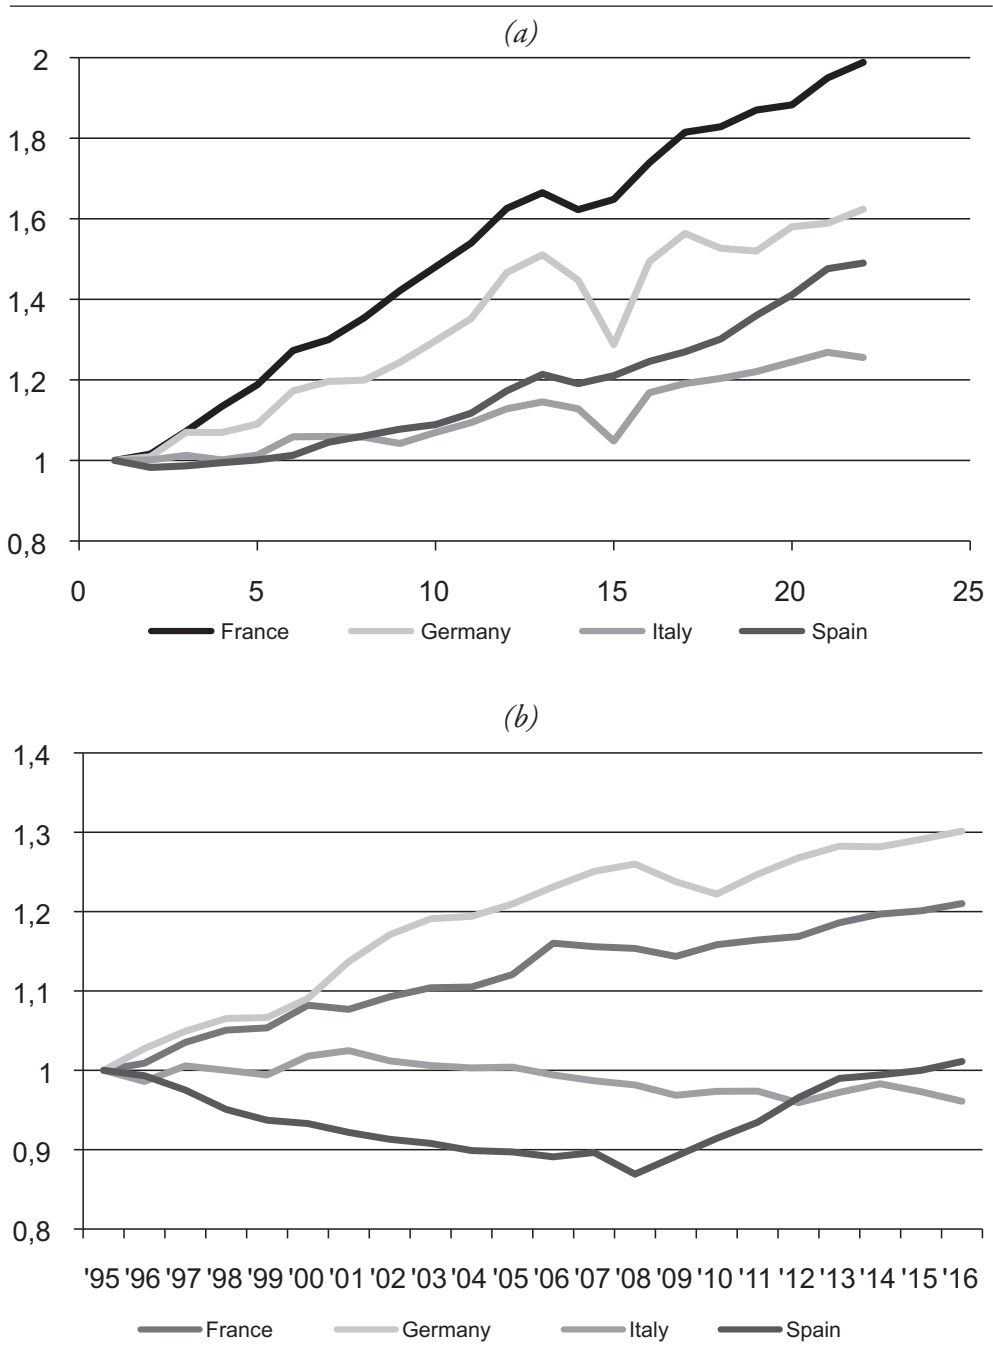 (a)
2
1,8
1,6
1,4
1,2
1
0,8
0 5 10 15 20 25
France Germany Italy Spain
(b)
1,4
1,3
1,2
1,1
1
0,9
0,8
'95 '96 '97 '98 '99 '00 '01 '02 '03 '04 '05 '06 '07 '08 '09 '10 '11 '12 '13 '14 '15 '16
France Germany Italy Spain